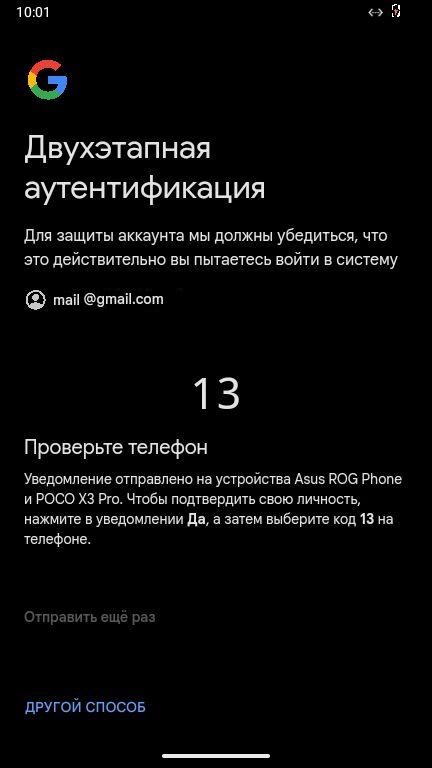 10:01
Двухэтапная
аутентификация
Для защиты аккаунта мы должны убедиться, что
это действительно вы пытаетесь войти в систему
mail @gmail.com
13
Проверьте телефон
Уведомление отправлено на устройства Asus ROG Phone
и POCO X3 Pro. Чтобы подтвердить свою личность,
нажмите в уведомлении Да, а затем выберите код 13 на
телефоне.
Отправить ещё раз
ДРУГОЙ СПОСОБ